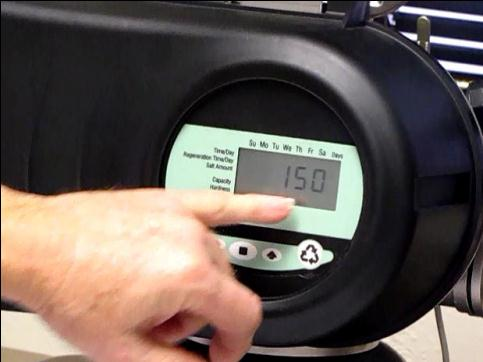 Su Mo Tu We Th Fr Sa Days
Time/Day
Regeneration Time/Day
Salt Amount
Capacity
Hardness
150